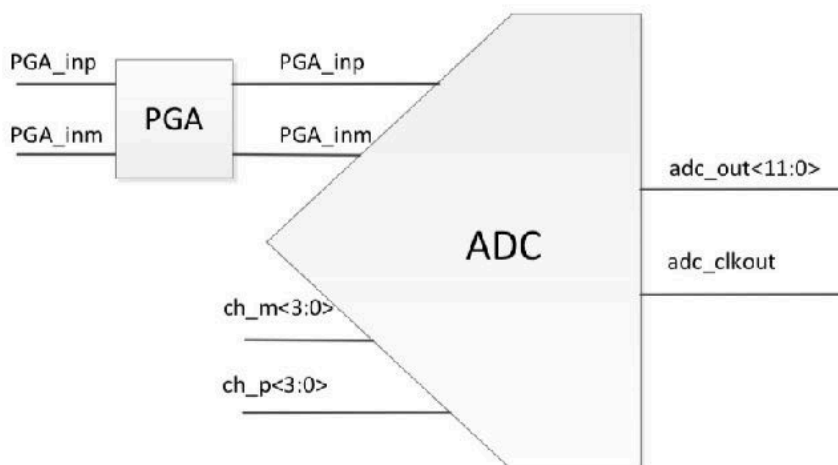 PGA_inp
PGA_inp
PGA
PGA_inm
PGA_inm
adc_out<11:0>
ADC
adc_clkout
ch_m<3:0>
ch_p<3:0>